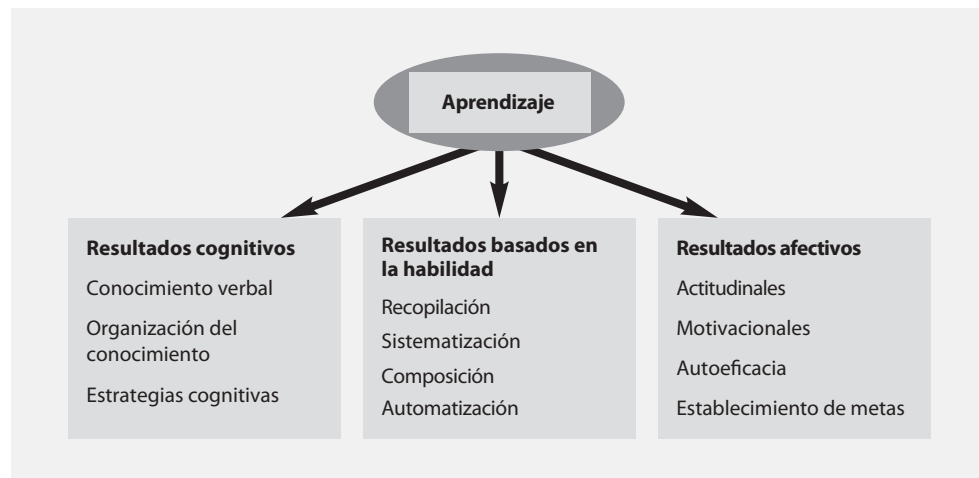 Aprendizaje
Resultados cognitivos
Conocimiento verbal
Organización del
conocimiento
Estrategias cognitivas
Resultados basados en
la habilidad
Recopilación
Sistematización
Composición
Automatización
Resultados afectivos
Actitudinales
Motivacionales
Autoeficacia
Establecimiento de metas